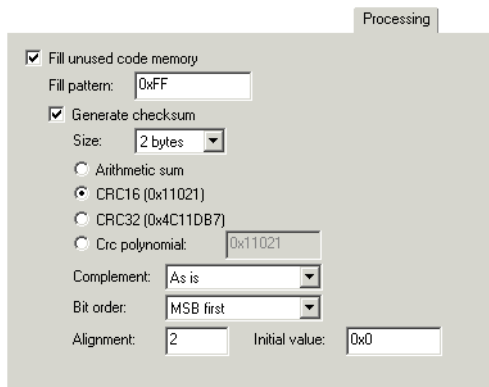 Processing
Fill unused code memory
Fill pattern: 0xFF
Generate checksum
Size: 2 bytes
Arithmetic sum
CRC16 (0x11021)
CRC32 (0x4C11DB7)
Crc polynomial: 0x11021
Complement: As is
Bit order: MSB first
Alignment: 2 Initial value: 0x0